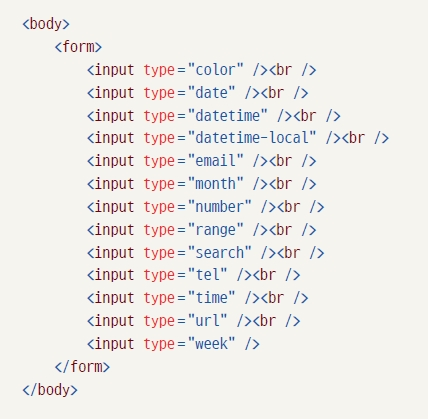 <body>
<form>
<input type="color" /><br />
<input type="date" /><br />
<input type="datetime" /><br />
<input type="datetime-local" /><br />
<input type="email" /><br />
<input type="month" /><br />
<input type="number" /><br />
<input type="range" /><br />
<input type="search" /><br />
<input type="tel" /><br />
<input type="time" /><br />
<input type="url" /><br />
<input type="week" />
</form>
</body>